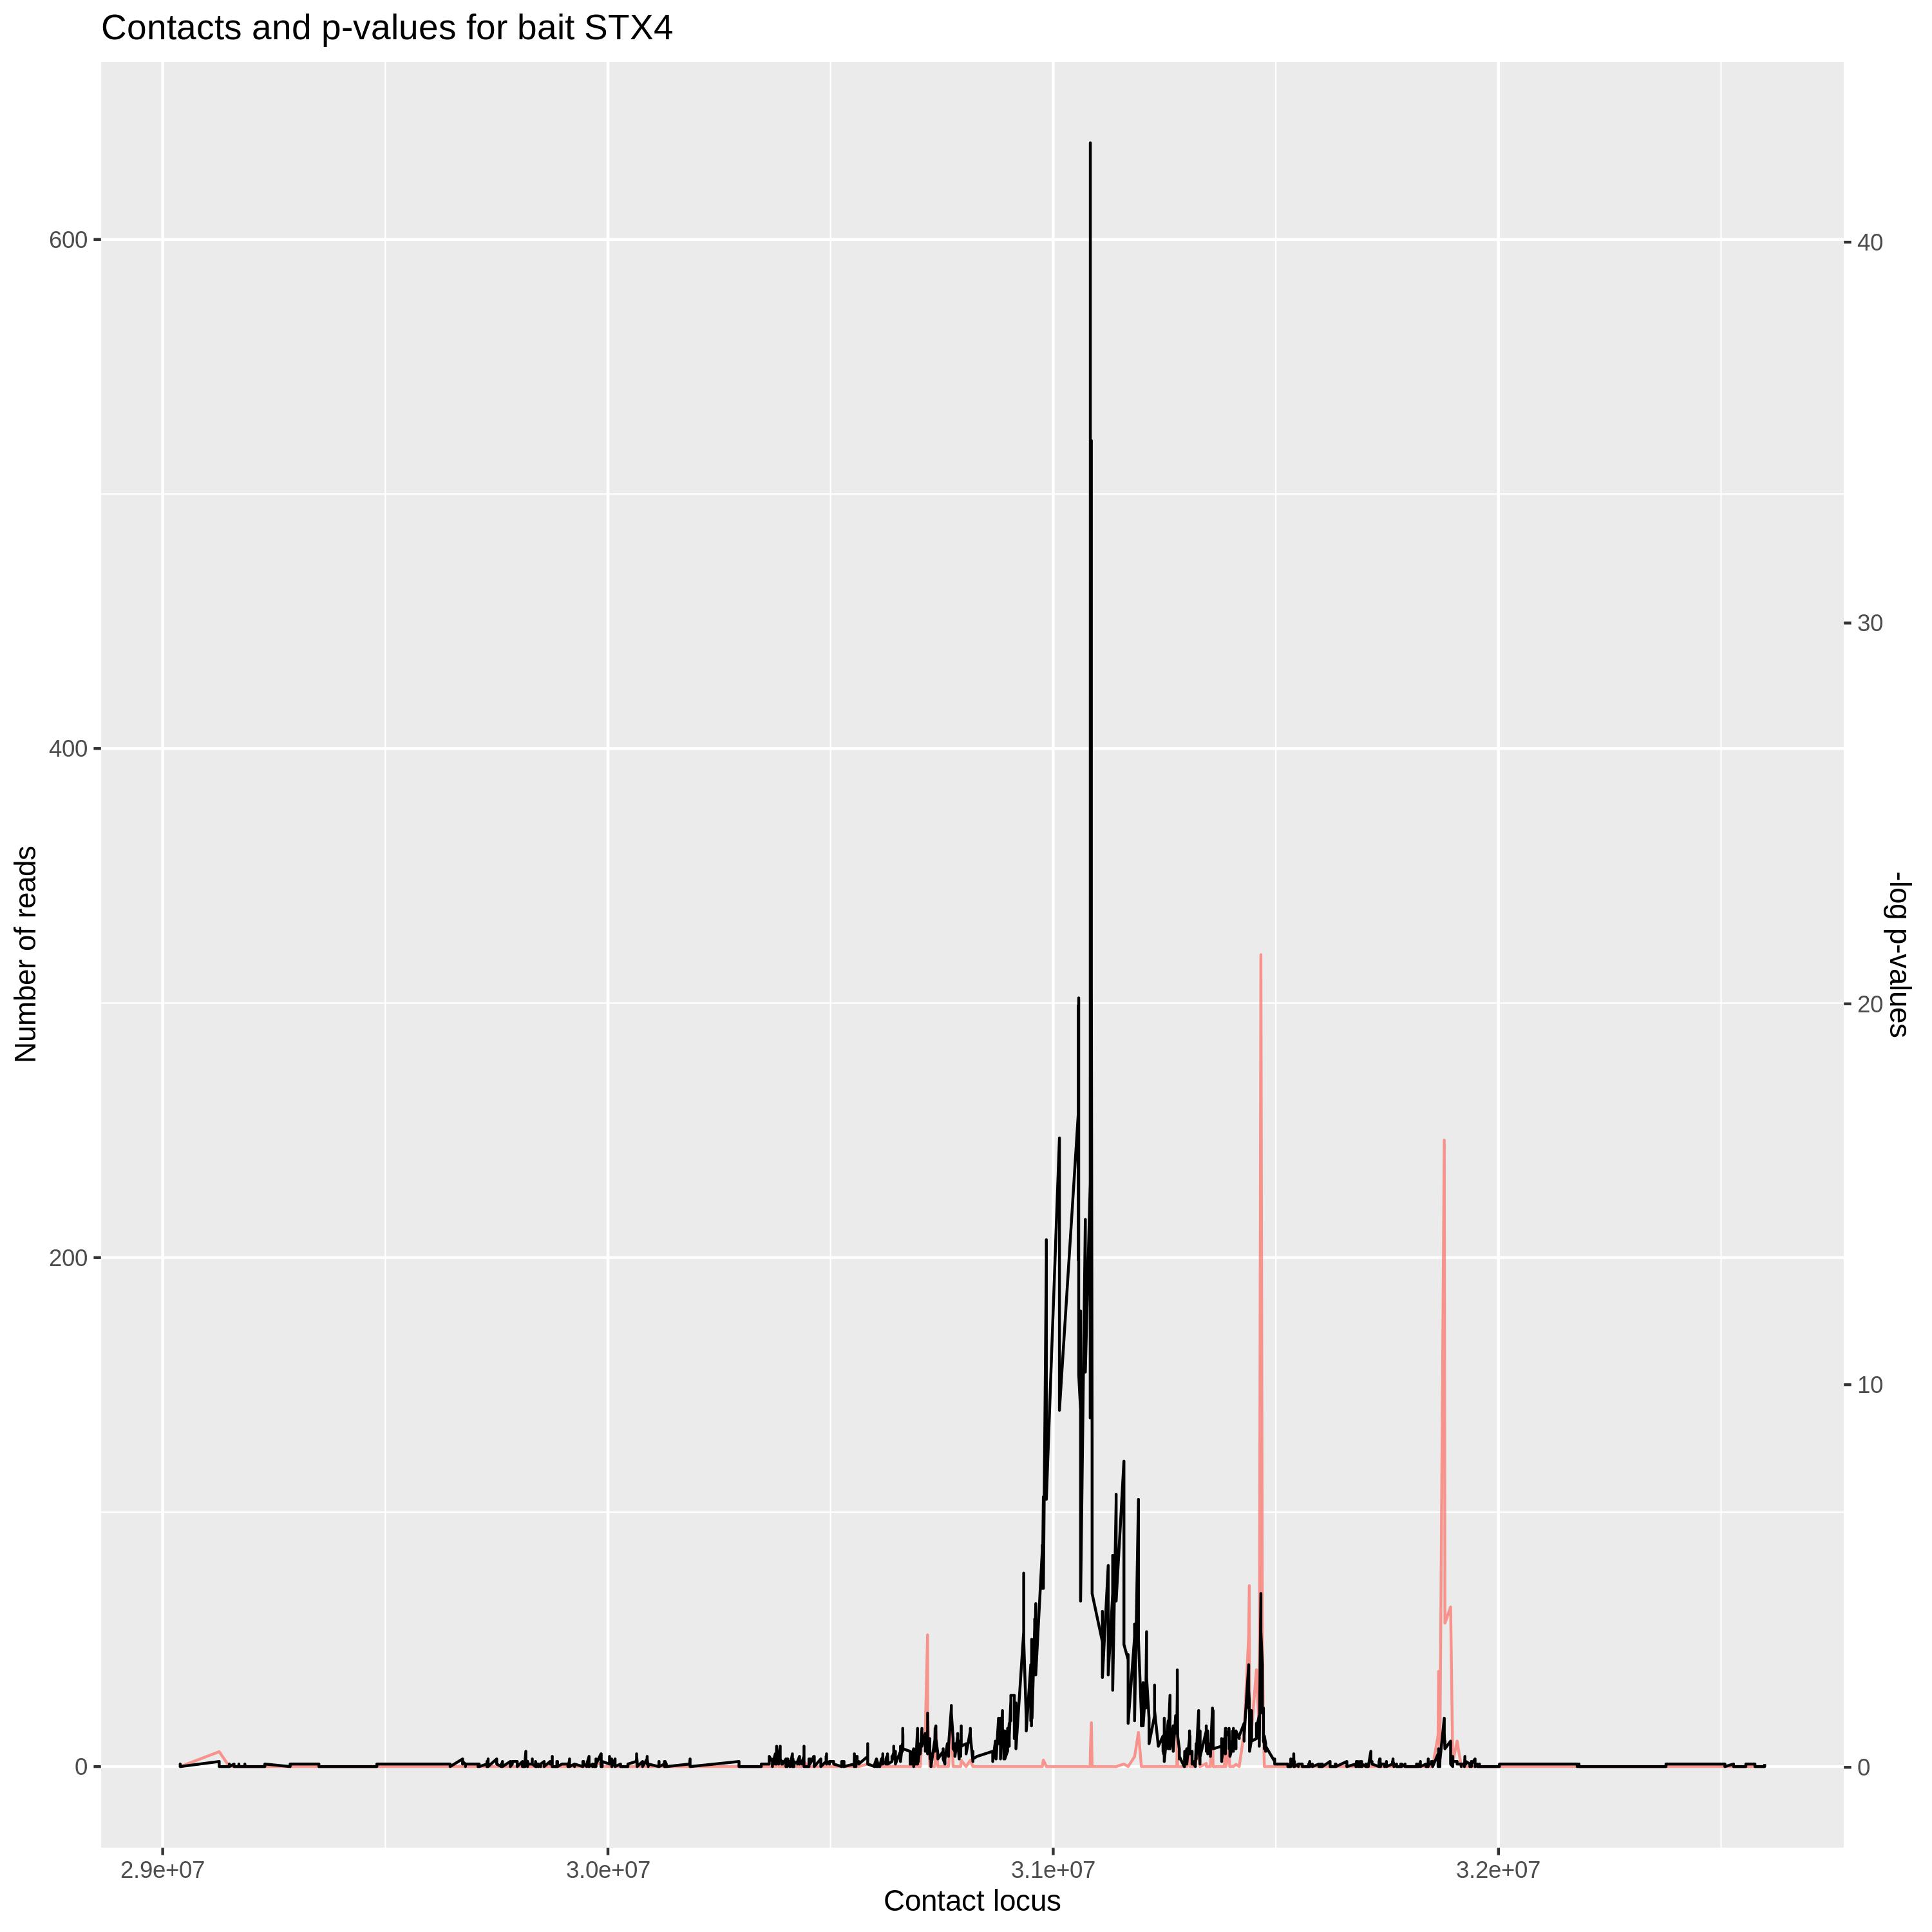 Contacts and p-values for bait STX4
600
400
200
0
Number of reads
40
30
20
10
0
-log p-values
2.9e+07
3.0e+07
3.1e+07
3.2e+07
Contact locus